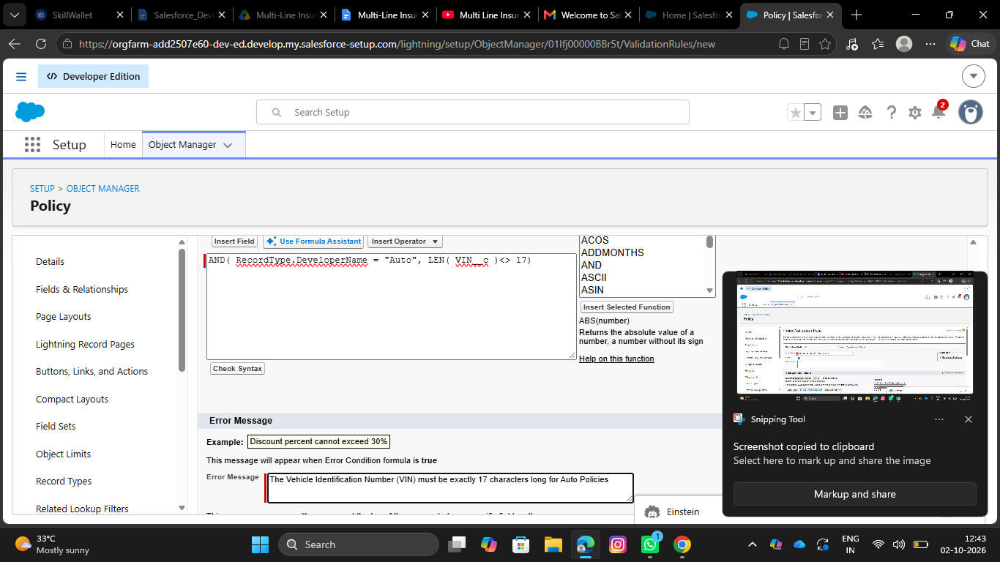 SkillWallet
Salesforce_Dev
Multi-Line Insu
Multi-Line Insur
Multi Line Insur
Welcome to Sal
Home | Salesfo
Policy | Salesfor
https://orgfarm-add2507e60-dev-ed.develop.my.salesforce-setup.com/lightning/setup/ObjectManager/01Ifj00000BBr5t/ValidationRules/new
Chat
Developer Edition
Search Setup
2
Setup
Home
Object Manager
SETUP > OBJECT MANAGER
Policy
Details
Fields & Relationships
Page Layouts
Lightning Record Pages
Buttons, Links, and Actions
Compact Layouts
Field Sets
Object Limits
Record Types
Related Lookup Filters
Insert Field
Use Formula Assistant
Insert Operator
AND( RecordType.DeveloperName = "Auto", LEN( VIN__c )<> 17)
Check Syntax
ACOS
ADDMONTHS
AND
ASCII
ASIN
Insert Selected Function
ABS(number)
Returns the absolute value of a
number, a number without its sign
Help on this function
Error Message
Example: Discount percent cannot exceed 30%
This message will appear when Error Condition formula is true
Error Message
The Vehicle Identification Number (VIN) must be exactly 17 characters long for Auto Policies
Einstein
Policy
Policy Validation Rule
Snipping Tool
Screenshot copied to clipboard
Select here to mark up and share the image
Markup and share
33°C
Mostly sunny
Search
1
ENG
IN
12:43
02-10-2026